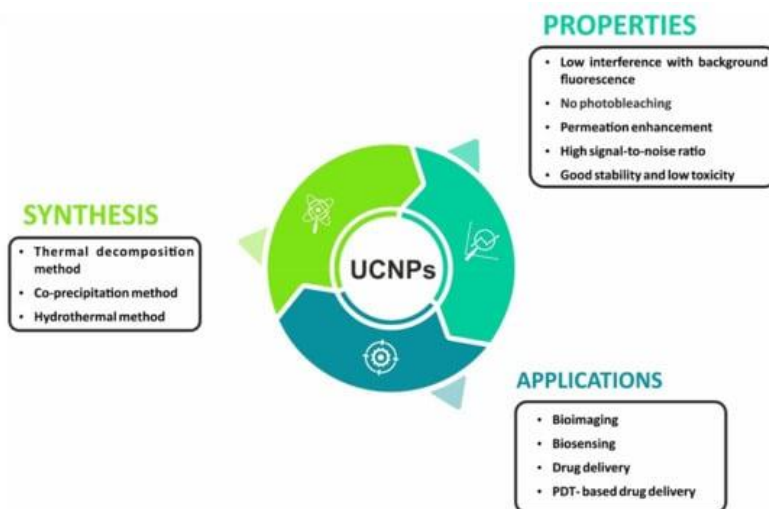 PROPERTIES
• Low interference with background
fluorescence
• No photobleaching
• Permeation enhancement
• High signal-to-noise ratio
• Good stability and low toxicity
SYNTHESIS
• Thermal decomposition
method
• Co-precipitation method
• Hydrothermal method
UCNPs
APPLICATIONS
• Bioimaging
• Biosensing
• Drug delivery
• PDT- based drug delivery